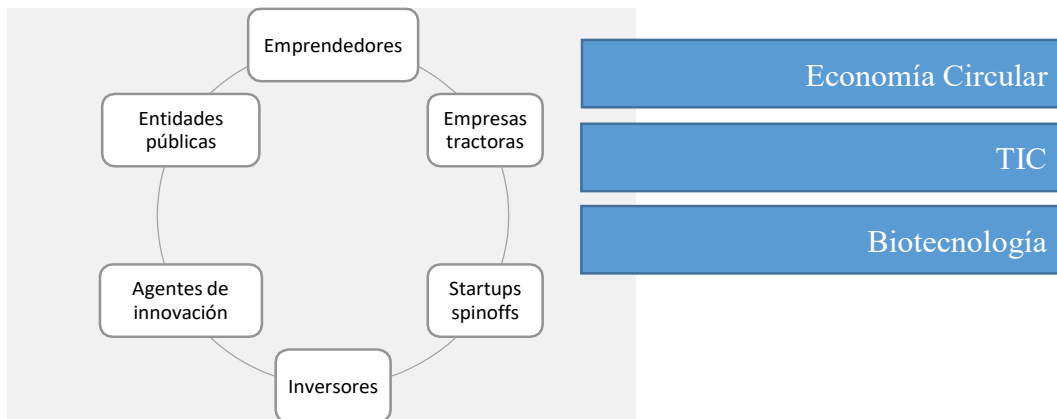 Emprendedores
Entidades
públicas
Empresas
tractoras
Agentes de
innovación
Startups
spinoffs
Inversores
Economía Circular
TIC
Biotecnología